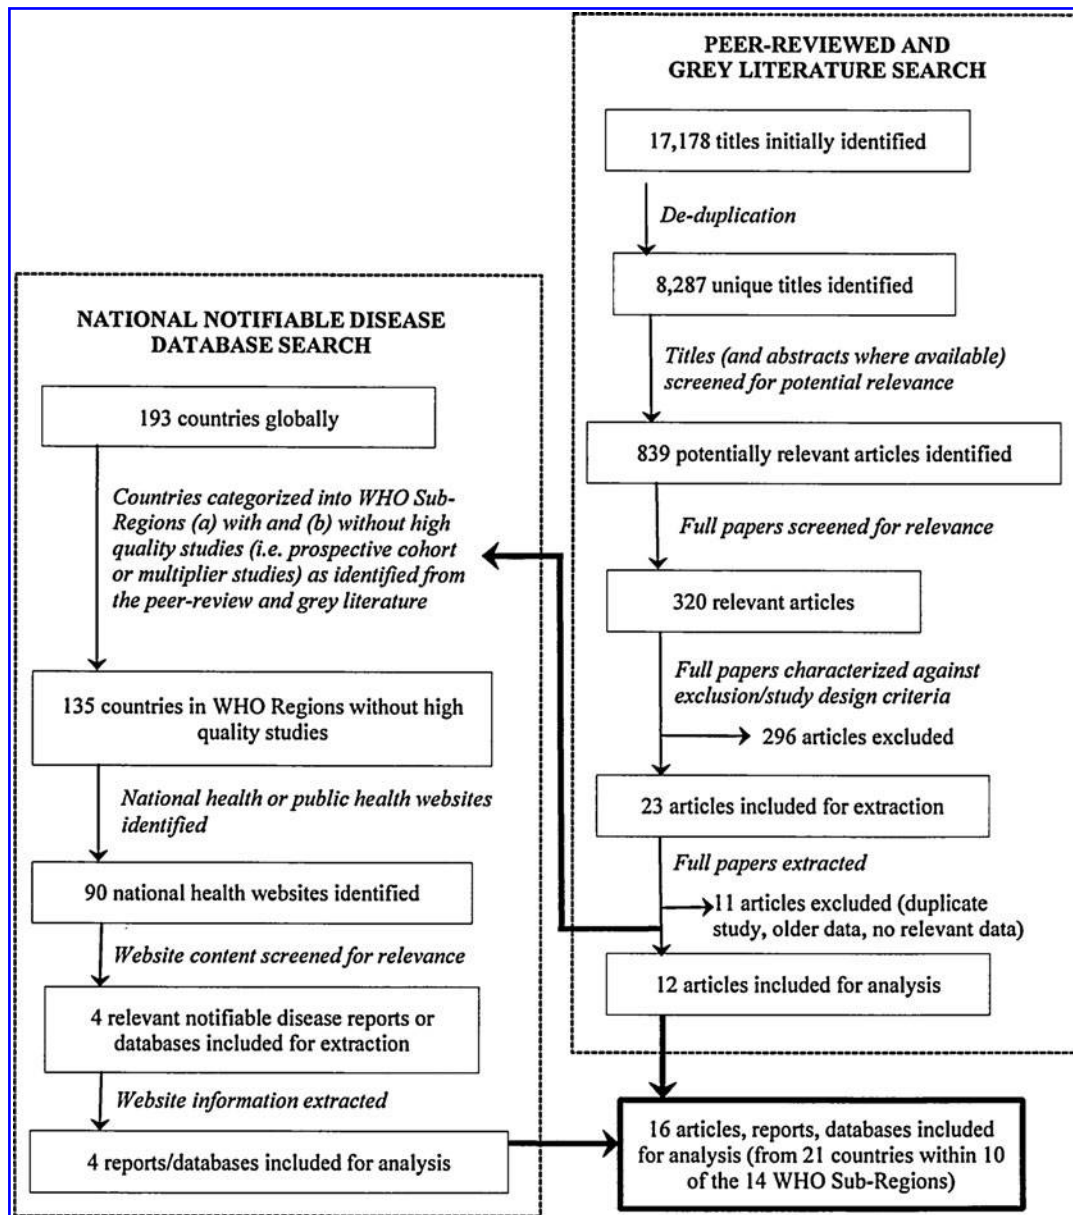 PEER-REVIEWED AND
GREY LITERATURE SEARCH
17,178 titles initially identified
De-duplication
8,287 unique titles identified
Titles (and abstracts where available)
screened for potential relevance
839 potentially relevant articles identified
Full papers screened for relevance
320 relevant articles
Full papers characterized against
exclusion/study design criteria
296 articles excluded
23 articles included for extraction
Full papers extracted
11 articles excluded (duplicate
study, older data, no relevant data)
12 articles included for analysis
NATIONAL NOTIFIABLE DISEASE
DATABASE SEARCH
193 countries globally
Countries categorized into WHO Sub-
Regions (a) with and (b) without high
quality studies (i.e. prospective cohort
or multiplier studies) as identified from
the peer-review and grey literature
135 countries in WHO Regions without high
quality studies
National health or public health websites
identified
90 national health websites identified
Website content screened for relevance
4 relevant notifiable disease reports or
databases included for extraction
Website information extracted
4 reports/databases included for analysis
16 articles, reports, databases included
for analysis (from 21 countries within 10
of the 14 WHO Sub-Regions)